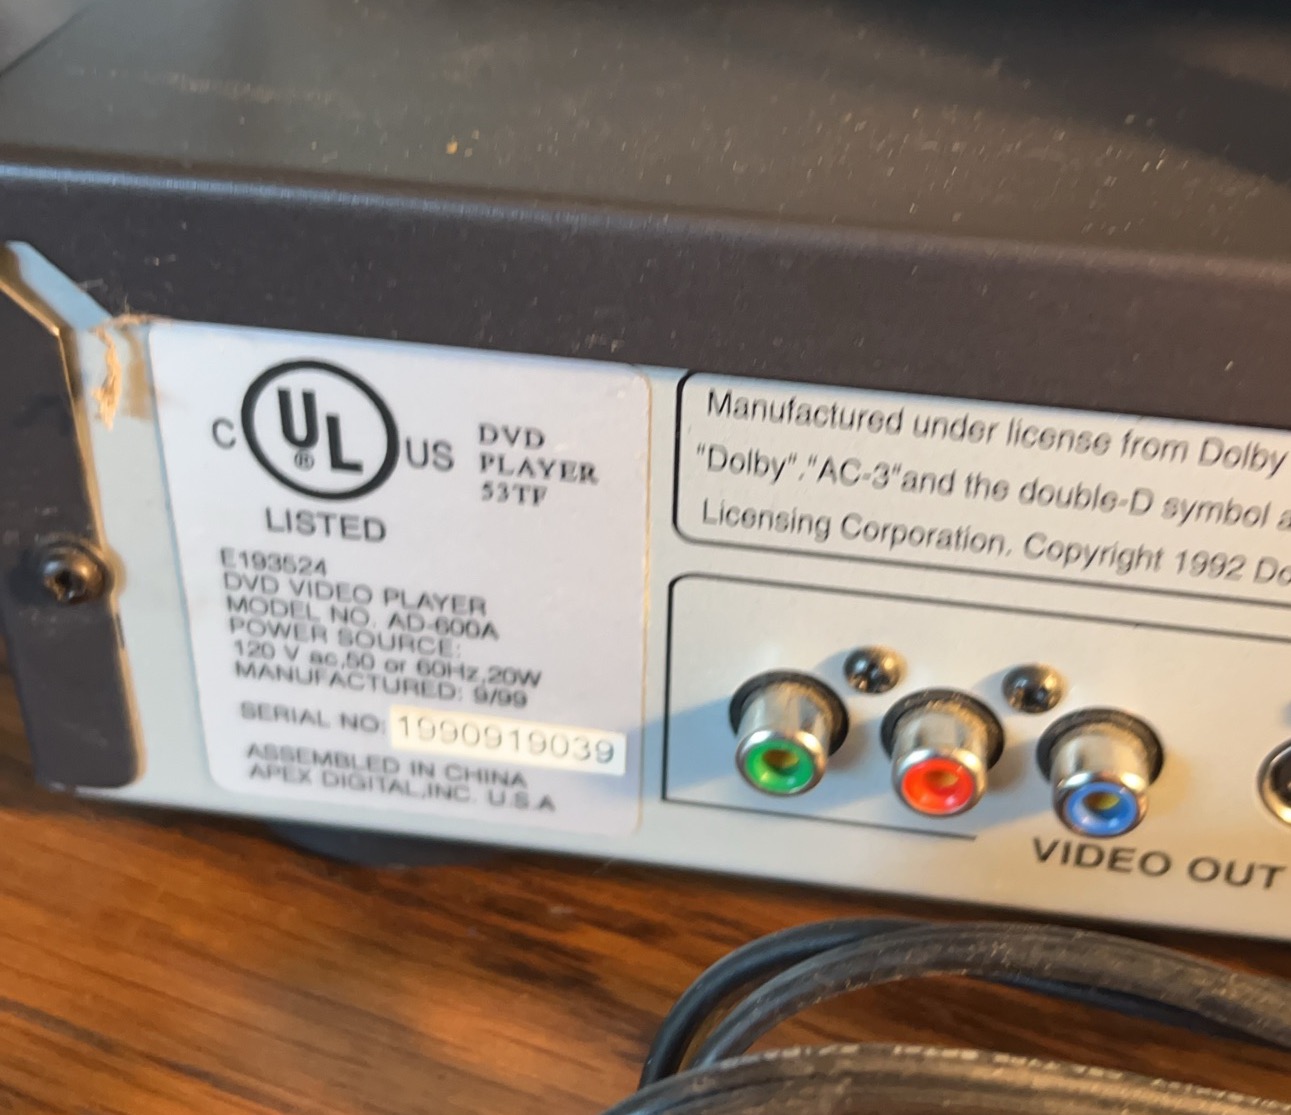 C UL ® US
LISTED
DVD
PLAYER
53TF
E193524
DVD VIDEO PLAYER
MODEL NO. AD-600A
POWER SOURCE:
120 V ac,50 or 60Hz,20W
MANUFACTURED: 9/99
SERIAL NO: 1990919039
ASSEMBLED IN CHINA
APEX DIGITAL,INC. U.S.A
Manufactured under license from Dolby
"Dolby","AC-3"and the double-D symbol a
Licensing Corporation. Copyright 1992 Do
VIDEO OUT